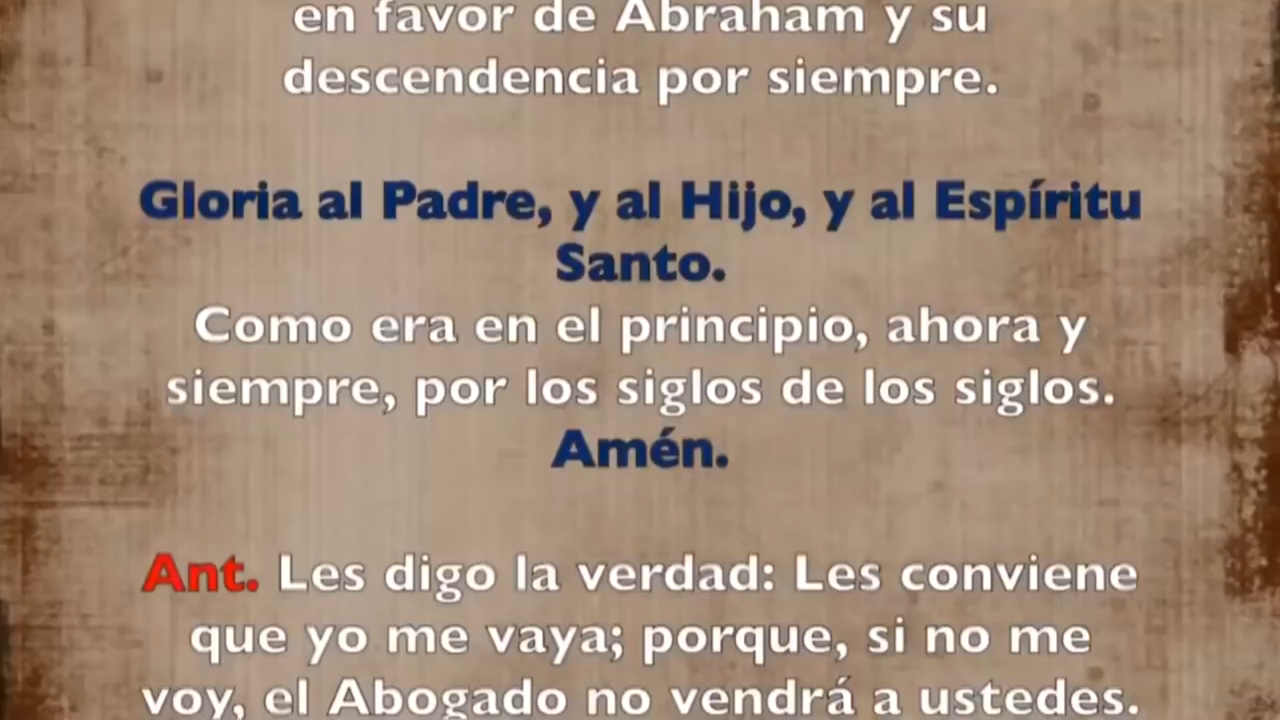 en favor de Abraham y su
descendencia por siempre.
Gloria al Padre, y al Hijo, y al Espíritu
Santo.
Como era en el principio, ahora y
siempre, por los siglos de los siglos.
Amén.
Ant. Les digo la verdad: Les conviene
que yo me vaya; porque, si no me
voy, el Abogado no vendrá a ustedes.